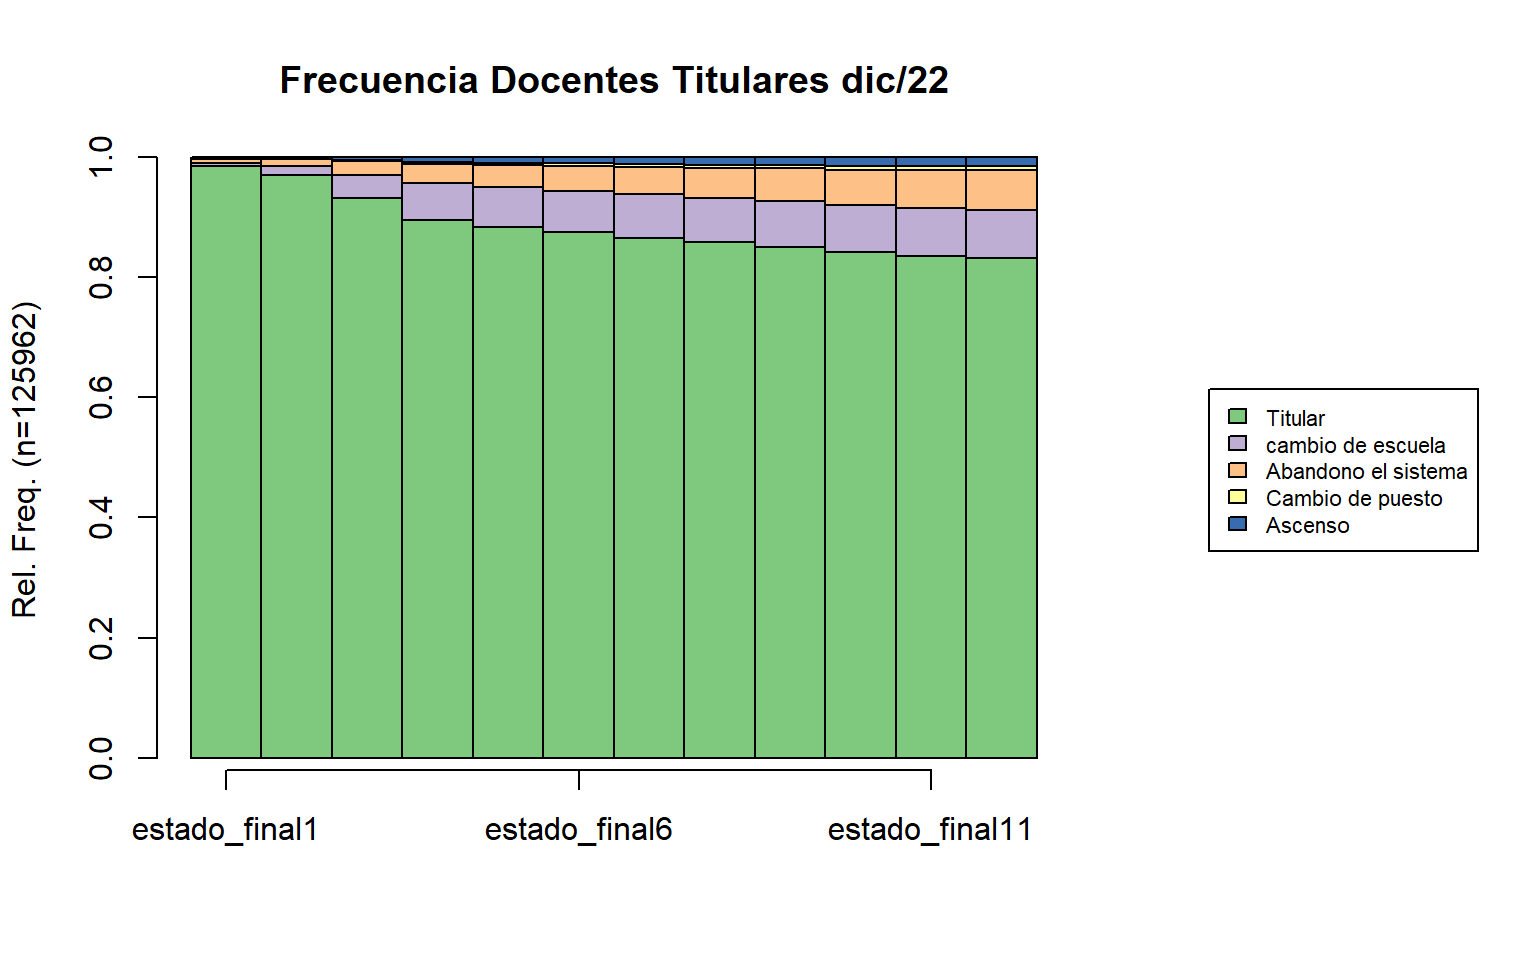 Frecuencia Docentes Titulares dic/22
Rel. Freq. (n=125962)
1.0
0.8
0.6
0.4
0.2
0.0
estado_final1
estado_final6
estado_final11
Titular
cambio de escuela
Abandono el sistema
Cambio de puesto
Ascenso